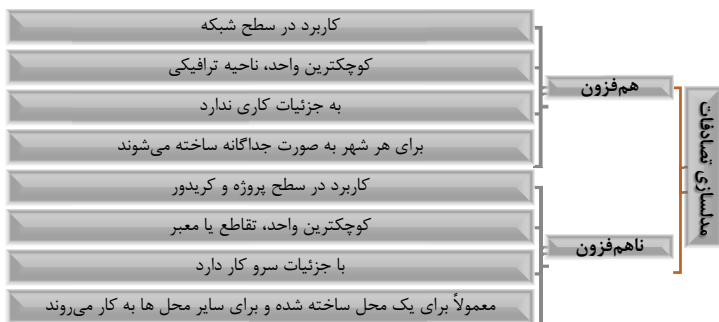 مدلسازی تصادفات
هم‌فزون
کاربرد در سطح شبکه
کوچکترین واحد، ناحیه ترافیکی
به جزئیات کاری ندارد
برای هر شهر به صورت جداگانه ساخته می‌شوند
ناهم‌فزون
کاربرد در سطح پروژه و کریدور
کوچکترین واحد، تقاطع یا معبر
با جزئیات سرو کار دارد
معمولاً برای یک محل ساخته شده و برای سایر محل ها به کار می‌روند